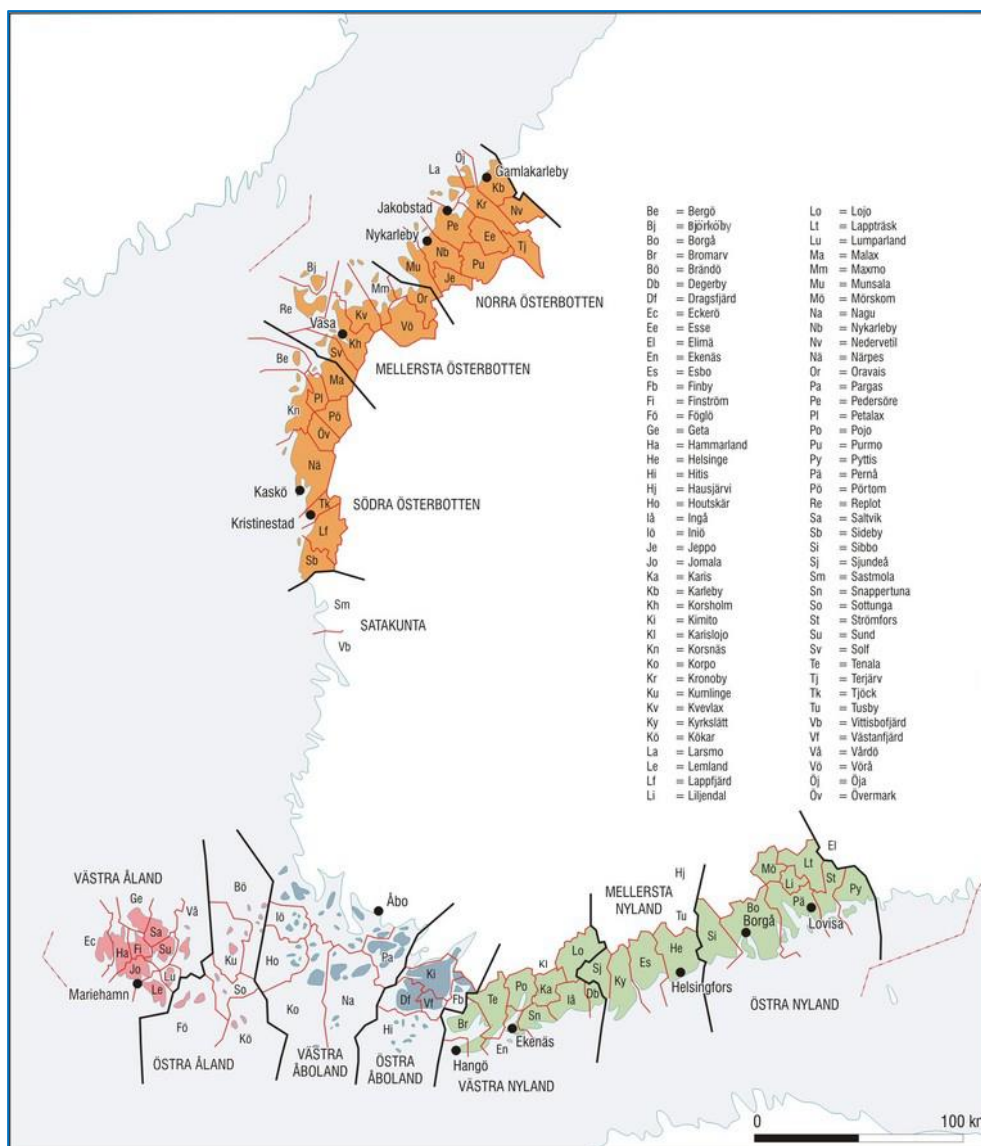 Öj
La
Gamlakarleby
Kb
Jakobstad
Kr
Nv
Pe
Nykarleby
Ee
Tj
Nb
Mu
Pu
Je
Bj
Mm
NORRA ÖSTERBOTTEN
Or
Re
Kv
Vö
Vasa
Kh
Sv
Be
MELLERSTA ÖSTERBOTTEN
Ma
Pl
Kn
Pö
Öv
Nä
Kaskö
Tk
SÖDRA ÖSTERBOTTEN
Kristinestad
Lf
Sb
Sm
SATAKUNTA
Vb
Be = Bergö
Bj = Björköby
Bo = Borgå
Br = Bromarv
Bö = Brändö
Db = Degerby
Df = Dragsfjärd
Ec = Eckerö
Ee = Esse
El = Elimä
En = Ekenäs
Es = Esbo
Fb = Finby
Fi = Finström
Fö = Föglö
Ge = Geta
Ha = Hammarland
He = Helsinge
Hi = Hitis
Hj = Hausjärvi
Ho = Houtskär
Iå = Ingå
Iö = Iniö
Je = Jeppo
Jo = Jomala
Ka = Karis
Kb = Karleby
Kh = Korsholm
Ki = Kimito
Kl = Karislojo
Kn = Korsnäs
Ko = Korpo
Kr = Kronoby
Ku = Kumlinge
Kv = Kvevlax
Ky = Kyrkslätt
Kö = Kökar
La = Larsmo
Le = Lemland
Lf = Lappfjärd
Li = Liljendal
Lo = Lojo
Lt = Lappträsk
Lu = Lumparland
Ma = Malax
Mm = Maxmo
Mu = Munsala
Mö = Mörskom
Na = Nagu
Nb = Nykarleby
Nv = Nedervetil
Nä = Närpes
Or = Oravais
Pa = Pargas
Pe = Pedersöre
Pl = Petalax
Po = Pojo
Pu = Purmo
Py = Pyttis
Pä = Pernå
Pö = Pörtom
Re = Replot
Sa = Saltvik
Sb = Sideby
Si = Sibbo
Sj = Sjundeå
Sm = Sastmola
Sn = Snappertuna
So = Sottunga
St = Strömfors
Su = Sund
Sv = Solf
Te = Tenala
Tj = Terjärv
Tk = Tjöck
Tu = Tusby
Vb = Vittisbofjärd
Vf = Västanfjärd
Vå = Vårdö
Vö = Vörå
Öj = Öja
Öv = Övermark
VÄSTRA ÅLAND
Ge
Vå
Sa
Ec
Ha
Fi
Su
Jo
Lu
Mariehamn
Le
Bö
Ku
So
Fö
Kö
ÖSTRA ÅLAND
Iö
Ho
Ko
Na
VÄSTRA
ÅBOLAND
Åbo
Pa
Ki
Df
Vf
Fb
Hi
ÖSTRA
ÅBOLAND
Br
Te
Po
Kl
Ka
Lo
Iå
Sn
Ekenäs
En
Hangö
VÄSTRA NYLAND
MELLERSTA
NYLAND
Hj
Tu
Sj
Db
Ky
Es
He
Helsingfors
Si
Bo
Borgå
Mö
Lt
El
Li
St
Py
Pä
Lovisa
ÖSTRA NYLAND
0 100 km